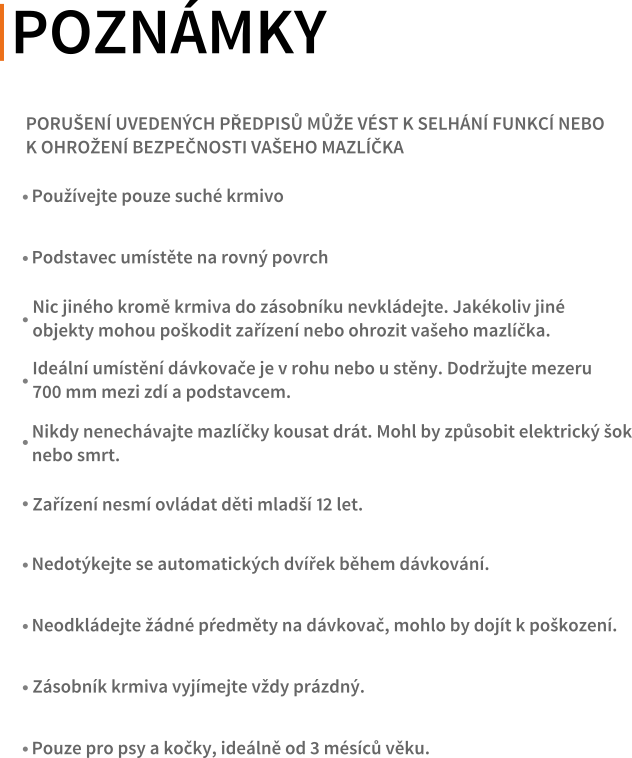 POZNÁMKY
PORUŠENÍ UVEDENÝCH PŘEDPISŮ MŮŽE VÉST K SELHÁNÍ FUNKCÍ NEBO
K OHROŽENÍ BEZPEČNOSTI VAŠEHO MAZLÍČKA
• Používejte pouze suché krmivo
• Podstavec umístěte na rovný povrch
• Nic jiného kromě krmiva do zásobníku nevkládejte. Jakékoliv jiné
objekty mohou poškodit zařízení nebo ohrozit vašeho mazlíčka.
• Ideální umístění dávkovače je v rohu nebo u stěny. Dodržujte mezeru
700 mm mezi zdí a podstavcem.
• Nikdy nenechávajte mazlíčky kousat drát. Mohl by způsobit elektrický šok
nebo smrt.
• Zařízení nesmí ovládat děti mladší 12 let.
• Nedotýkejte se automatických dvířek během dávkování.
• Neodkládejte žádné předměty na dávkovač, mohlo by dojít k poškození.
• Zásobník krmiva vyjímejte vždy prázdný.
• Pouze pro psy a kočky, ideálně od 3 mésíců věku.